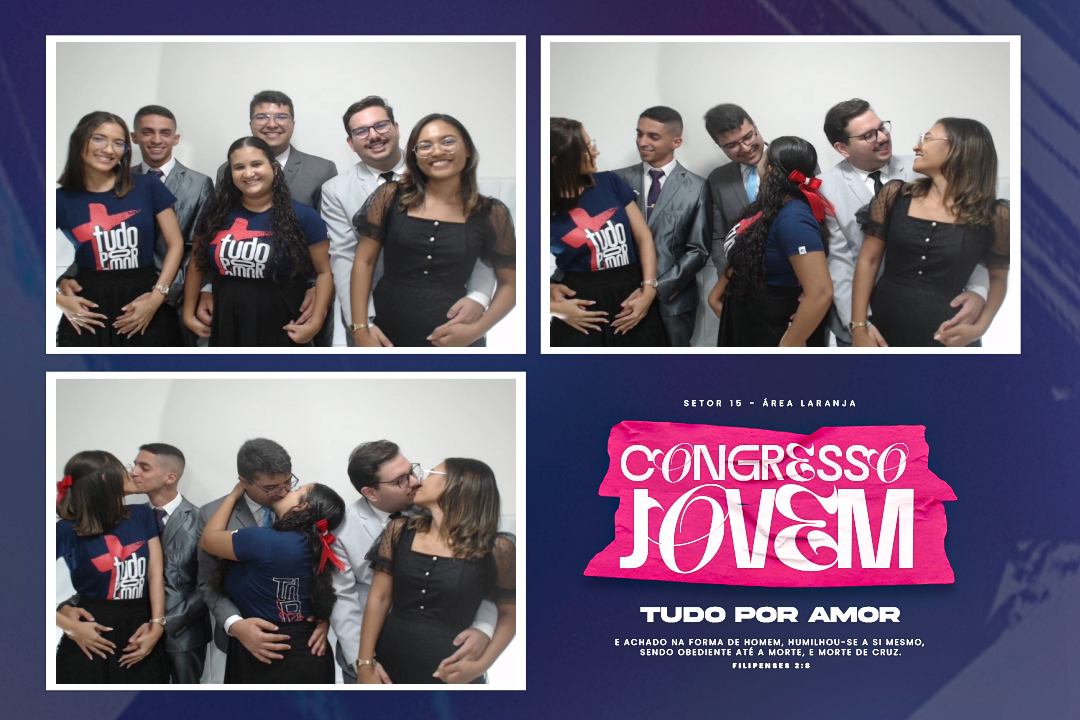 tudo
POR
AMOR
tudo
POR
AMOR
tudo
POR
AMOR
tudo
POR
AMOR
SETOR 15 - ÁREA LARANJA
CONGRESSO
JOVEM
TUDO POR AMOR
E ACHADO NA FORMA DE HOMEM, HUMILHOU-SE A SI MESMO,
SENDO OBEDIENTE ATÉ A MORTE, E MORTE DE CRUZ.
FILIPENSES 2:8